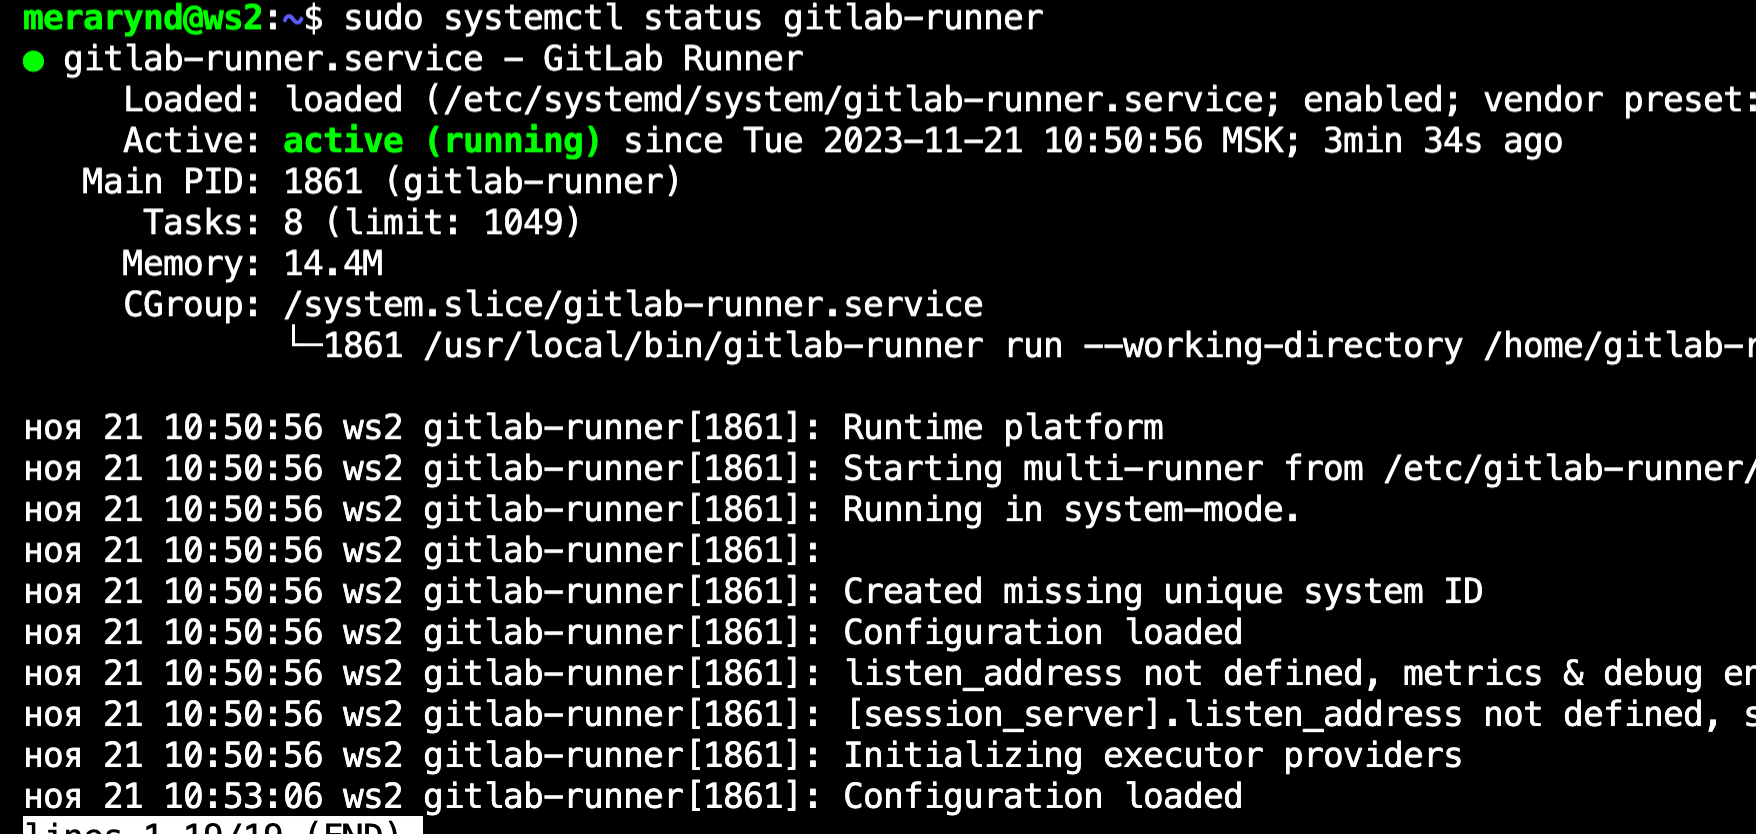 merarynd@ws2:~$ sudo systemctl status gitlab-runner
● gitlab-runner.service - GitLab Runner
Loaded: loaded (/etc/systemd/system/gitlab-runner.service; enabled; vendor preset:
Active: active (running) since Tue 2023-11-21 10:50:56 MSK; 3min 34s ago
Main PID: 1861 (gitlab-runner)
Tasks: 8 (limit: 1049)
Memory: 14.4M
CGroup: /system.slice/gitlab-runner.service
└─1861 /usr/local/bin/gitlab-runner run --working-directory /home/gitlab-r
ноя 21 10:50:56 ws2 gitlab-runner[1861]: Runtime platform
ноя 21 10:50:56 ws2 gitlab-runner[1861]: Starting multi-runner from /etc/gitlab-runner/
ноя 21 10:50:56 ws2 gitlab-runner[1861]: Running in system-mode.
ноя 21 10:50:56 ws2 gitlab-runner[1861]:
ноя 21 10:50:56 ws2 gitlab-runner[1861]: Created missing unique system ID
ноя 21 10:50:56 ws2 gitlab-runner[1861]: Configuration loaded
ноя 21 10:50:56 ws2 gitlab-runner[1861]: listen_address not defined, metrics & debug en
ноя 21 10:50:56 ws2 gitlab-runner[1861]: [session_server].listen_address not defined, s
ноя 21 10:50:56 ws2 gitlab-runner[1861]: Initializing executor providers
ноя 21 10:53:06 ws2 gitlab-runner[1861]: Configuration loaded
lines 1-19/19 (END)